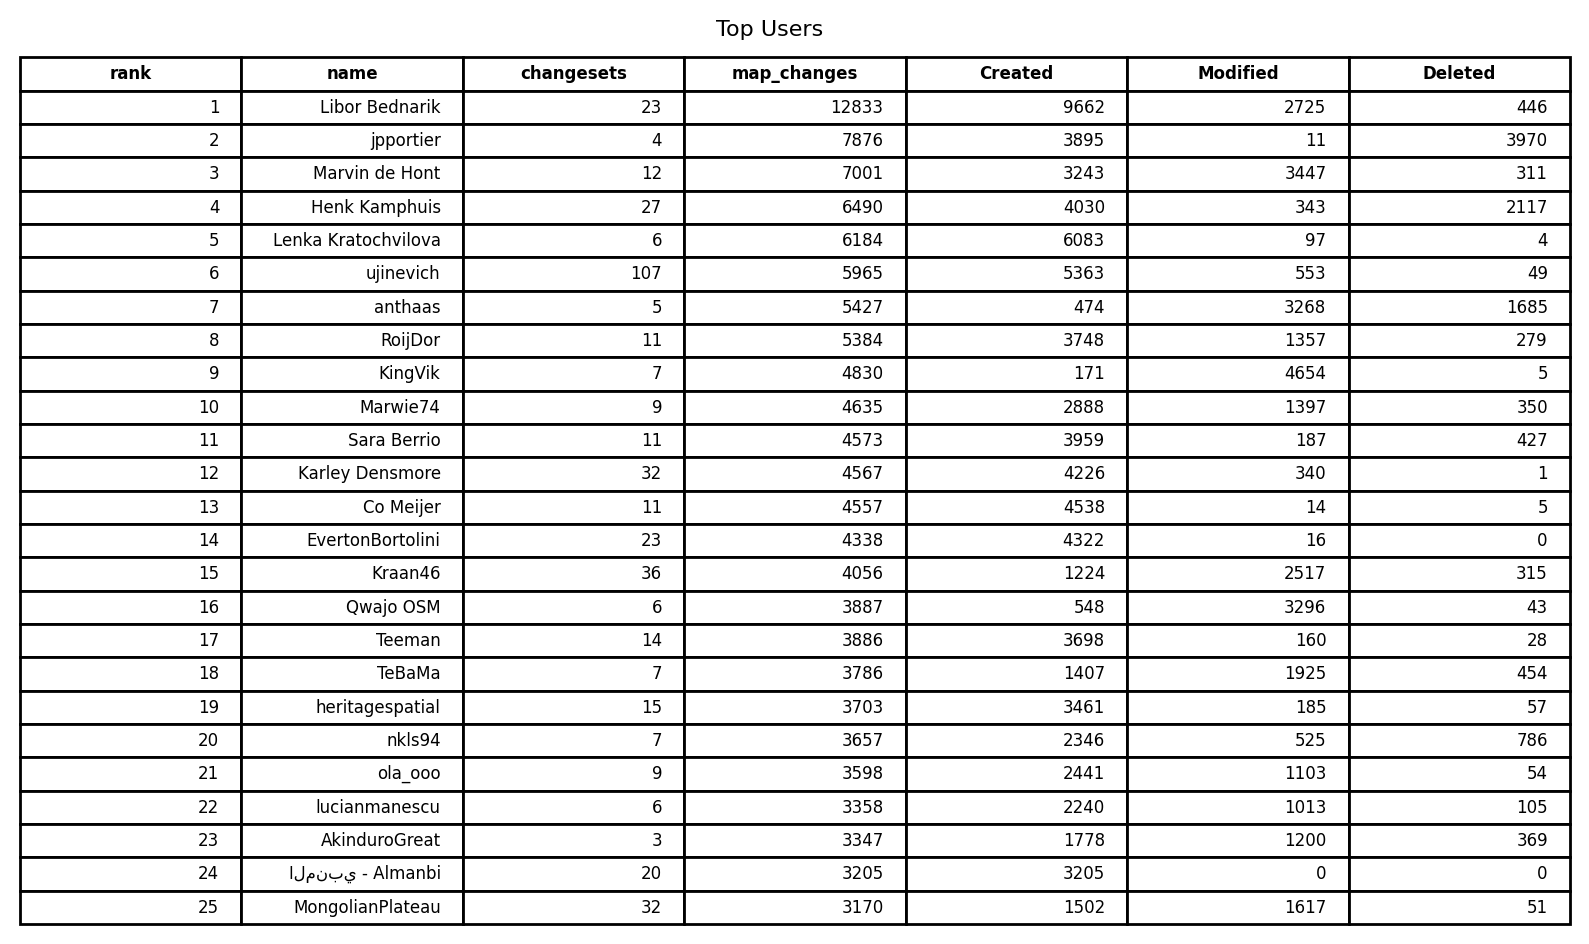 Top Users
rank name changesets map_changes Created Modified Deleted
1 Libor Bednarik 23 12833 9662 2725 446
2 jpportier 4 7876 3895 11 3970
3 Marvin de Hont 12 7001 3243 3447 311
4 Henk Kamphuis 27 6490 4030 343 2117
5 Lenka Kratochvilova 6 6184 6083 97 4
6 ujinevich 107 5965 5363 553 49
7 anthaas 5 5427 474 3268 1685
8 RoijDor 11 5384 3748 1357 279
9 KingVik 7 4830 171 4654 5
10 Marwie74 9 4635 2888 1397 350
11 Sara Berrio 11 4573 3959 187 427
12 Karley Densmore 32 4567 4226 340 1
13 Co Meijer 11 4557 4538 14 5
14 EvertonBortolini 23 4338 4322 16 0
15 Kraan46 36 4056 1224 2517 315
16 Qwajo OSM 6 3887 548 3296 43
17 Teeman 14 3886 3698 160 28
18 TeBaMa 7 3786 1407 1925 454
19 heritagespatial 15 3703 3461 185 57
20 nkls94 7 3657 2346 525 786
21 ola_ooo 9 3598 2441 1103 54
22 lucianmanescu 6 3358 2240 1013 105
23 AkinduroGreat 3 3347 1778 1200 369
24 المنبي - Almanbi 20 3205 3205 0 0
25 MongolianPlateau 32 3170 1502 1617 51